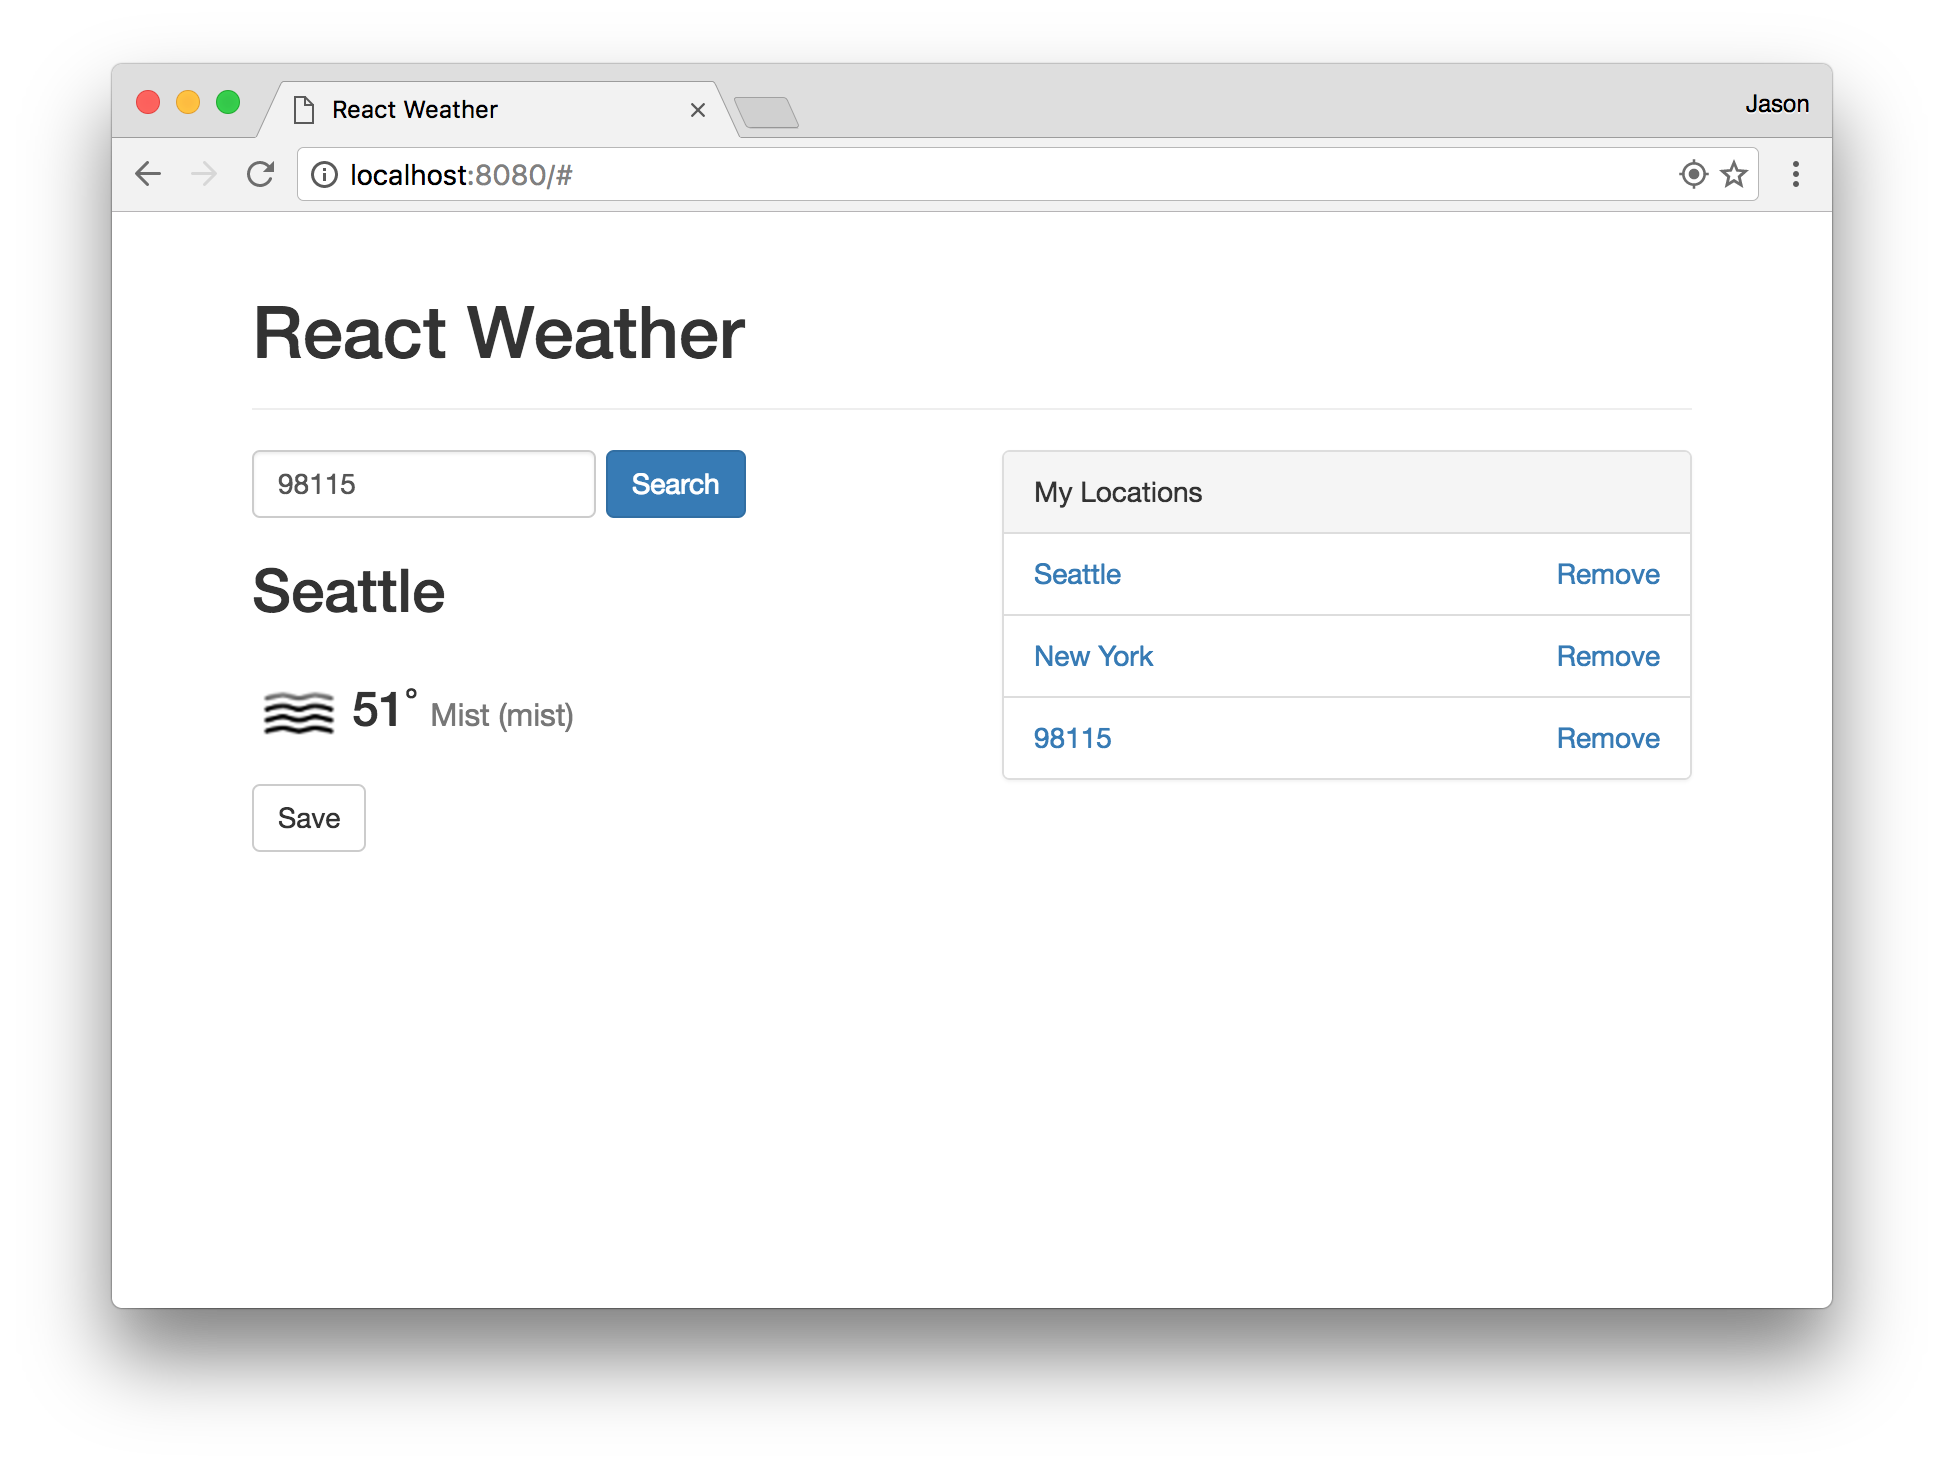 React Weather
Jason
localhost:8080/#
React Weather
98115 Search
Seattle
51° Mist (mist)
Save
My Locations
Seattle Remove
New York Remove
98115 Remove